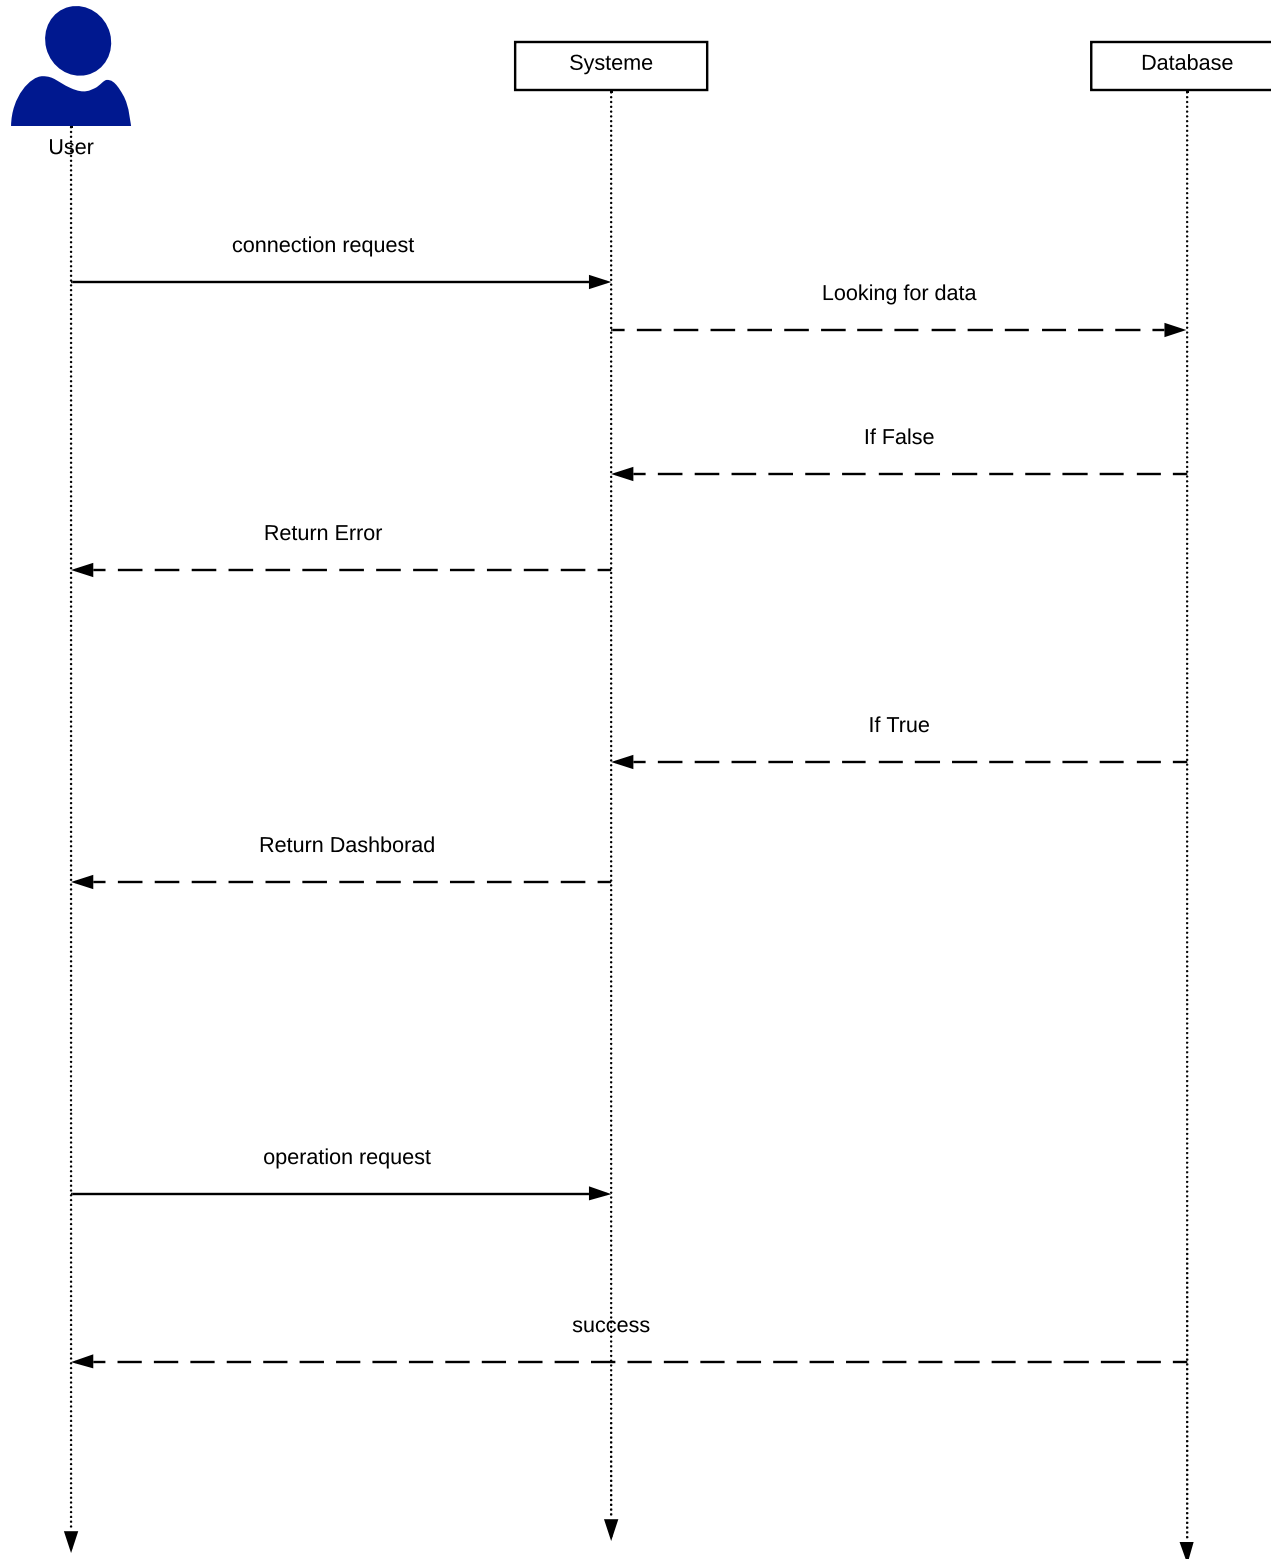 Systeme
Database
User
connection request
Looking for data
If False
Return Error
If True
Return Dashborad
operation request
success